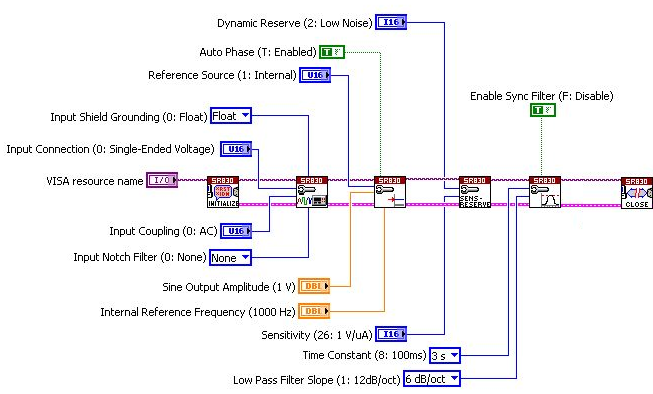 Dynamic Reserve (2: Low Noise) I16
Auto Phase (T: Enabled) T F
Reference Source (1: Internal) U16
Enable Sync Filter (F: Disable)
T F
Input Shield Grounding (0: Float) Float
Input Connection (0: Single-Ended Voltage) U16
VISA resource name I/O
SR830 SR830 SR830 SR830 SR830 SR830
INITIALIZE
SENS-
RESERVE
CLOSE
Input Coupling (0: AC) U16
Input Notch Filter (0: None) None
Sine Output Amplitude (1 V) DBL
Internal Reference Frequency (1000 Hz) DBL
Sensitivity (26: 1 V/uA) I16
Time Constant (8: 100ms) 3 s
Low Pass Filter Slope (1: 12dB/oct) 6 dB/oct